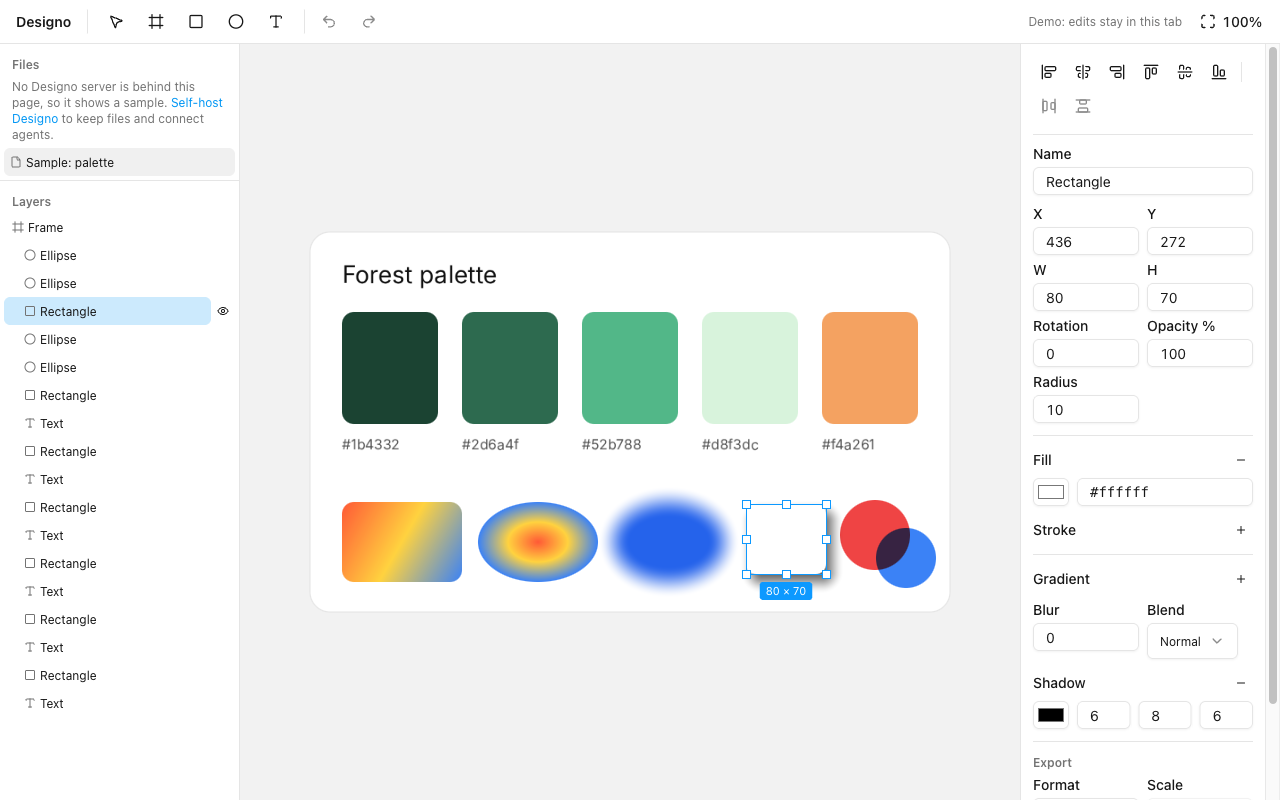 Designo
Demo: edits stay in this tab
100%
Files
No Designo server is behind this
page, so it shows a sample. Self-host
Designo to keep files and connect
agents.
Sample: palette
Layers
Frame
Ellipse
Ellipse
Rectangle
Ellipse
Ellipse
Rectangle
Text
Rectangle
Text
Rectangle
Text
Rectangle
Text
Rectangle
Text
Rectangle
Text
Forest palette
#1b4332
#2d6a4f
#52b788
#d8f3dc
#f4a261
80 × 70
Name
Rectangle
X
Y
436
272
W
H
80
70
Rotation
Opacity %
0
100
Radius
10
Fill
#ffffff
Stroke
Gradient
Blur
Blend
0
Normal
Shadow
6
8
6
Export
Format
Scale